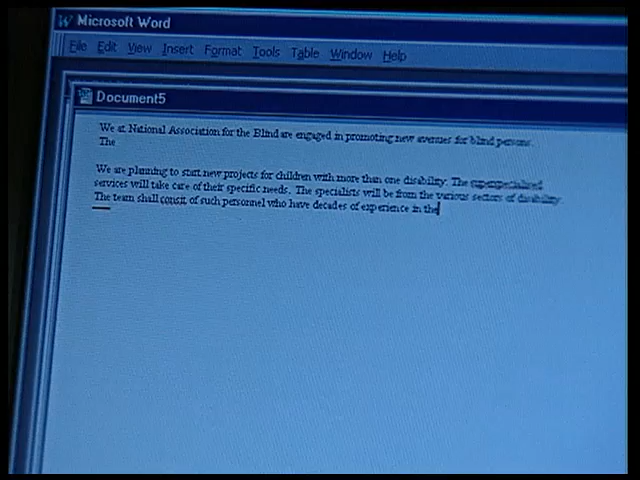 Microsoft Word
File Edit View Insert Format Tools Table Window Help
Document5
We at National Association for the Blind are engaged in promoting new avenues for blind persons.
The
We are planning to start new projects for children with more than one disability. The superspecialised
services will take care of their specific needs. The specialists will be from the various sectors of disability.
The team shall consit of such personnel who have decades of experience in the